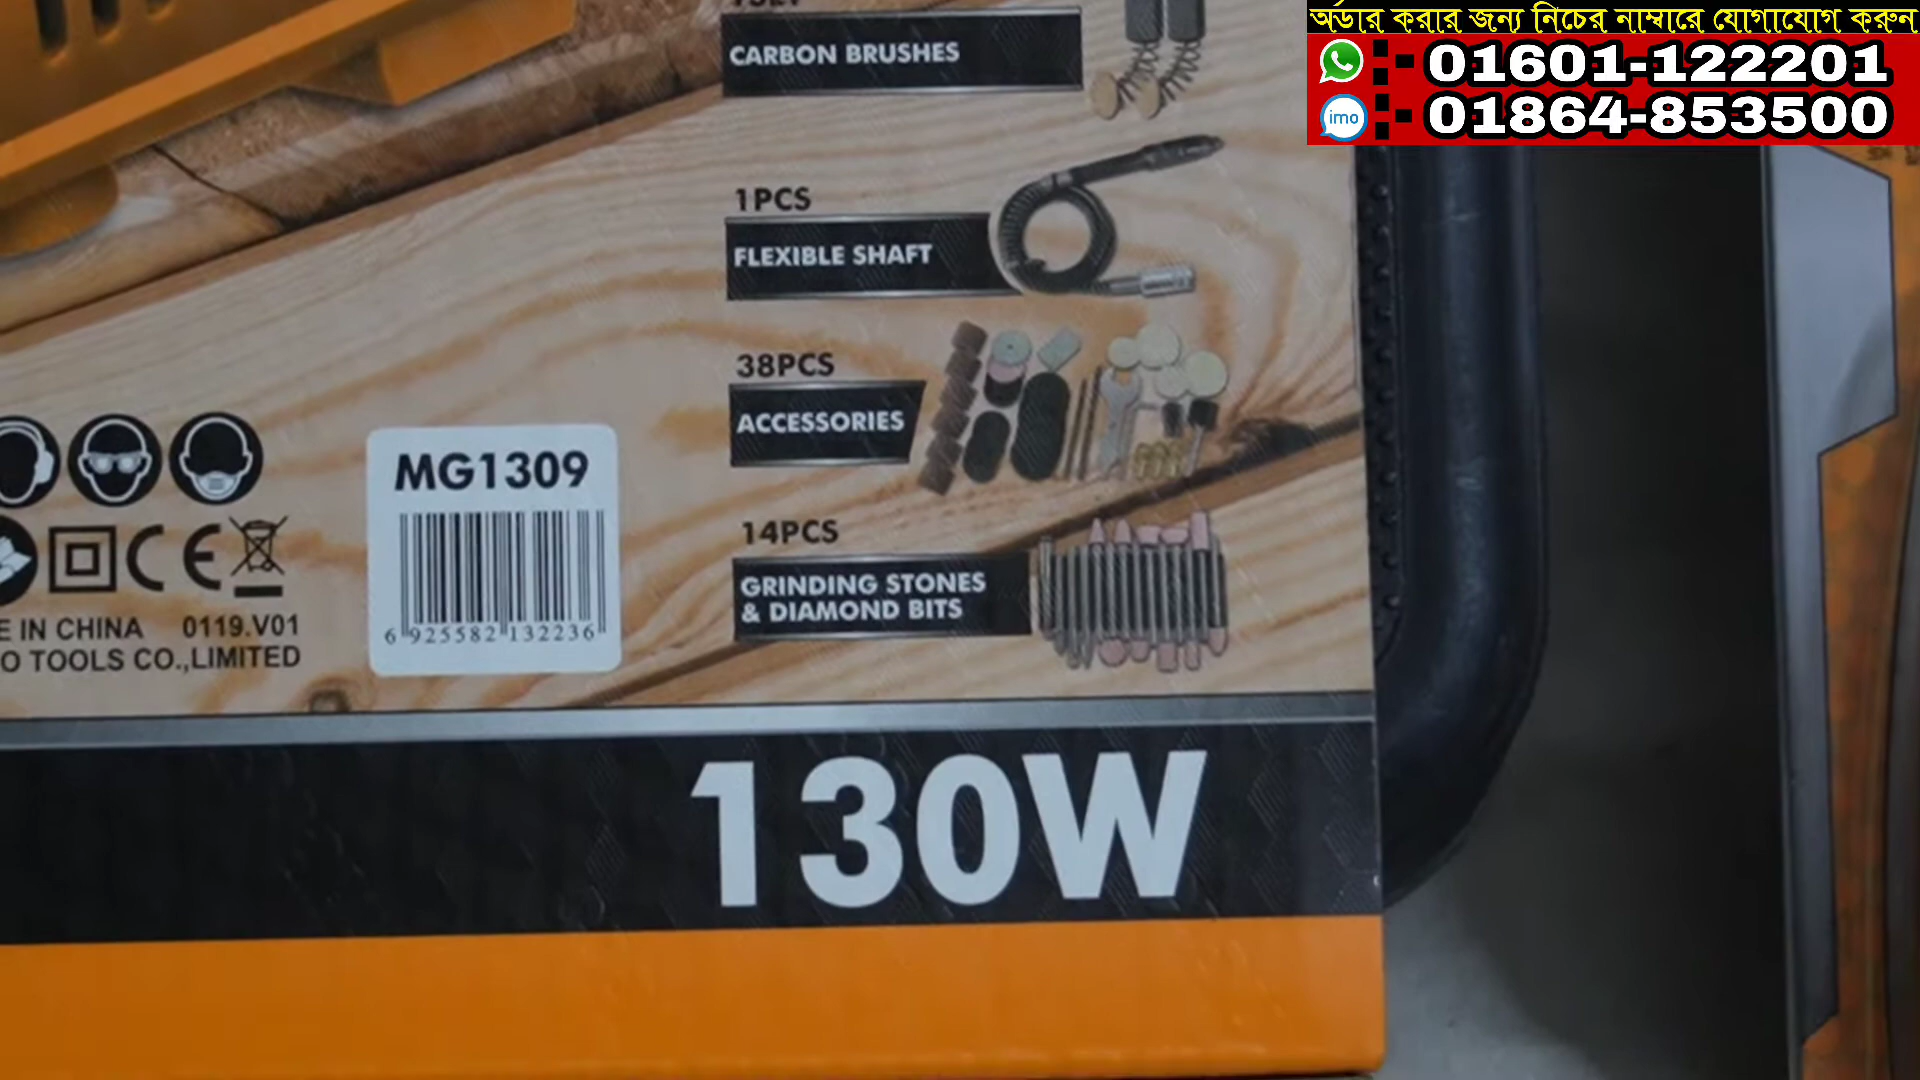 অর্ডার করার জন্য নিচের নাম্বারে যোগাযোগ করুন
:- 01601-122201
imo :- 01864-853500
CARBON BRUSHES
1PCS
FLEXIBLE SHAFT
38PCS
ACCESSORIES
14PCS
GRINDING STONES
& DIAMOND BITS
MG1309
6 925582 132236
CE
E IN CHINA 0119.V01
O TOOLS CO.,LIMITED
130W